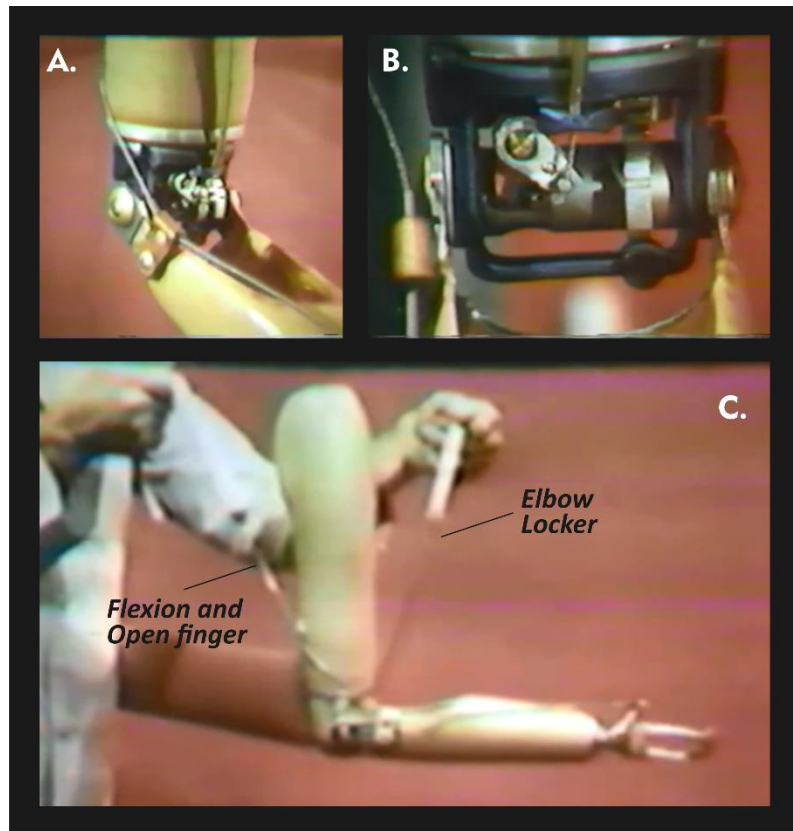 A.
B.
C.
Elbow
Locker
Flexion and
Open finger